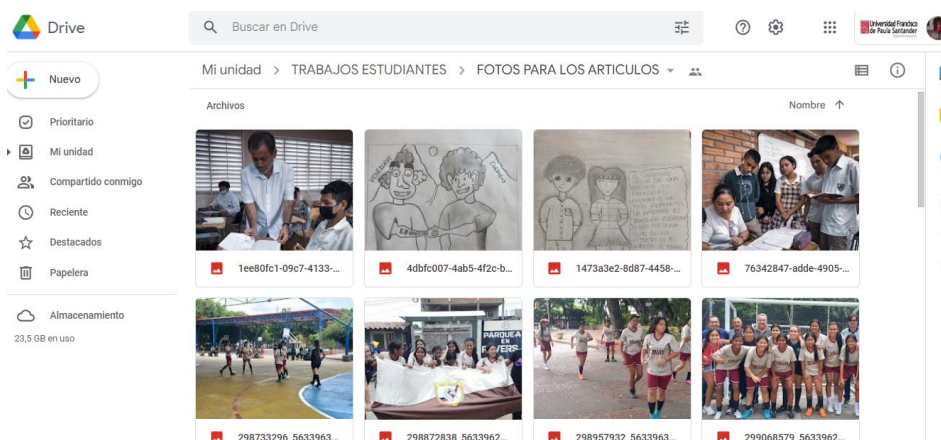 Drive
Buscar en Drive
Universidad Francisco
de Paula Santander
Nuevo
Mi unidad > TRABAJOS ESTUDIANTES > FOTOS PARA LOS ARTICULOS
Archivos
Nombre
Prioritario
Mi unidad
Compartido conmigo
Reciente
Destacados
Papelera
Almacenamiento
23,5 GB en uso
1ee80fc1-09c7-4133-...
4dbfc007-4ab5-4f2c-b...
1473a3e2-8d87-4458-...
76342847-adde-4905-...
PARQUEA
EN
298733296_5633963...
298872838_5633962...
298957932_5633963...
299068579_5633962...